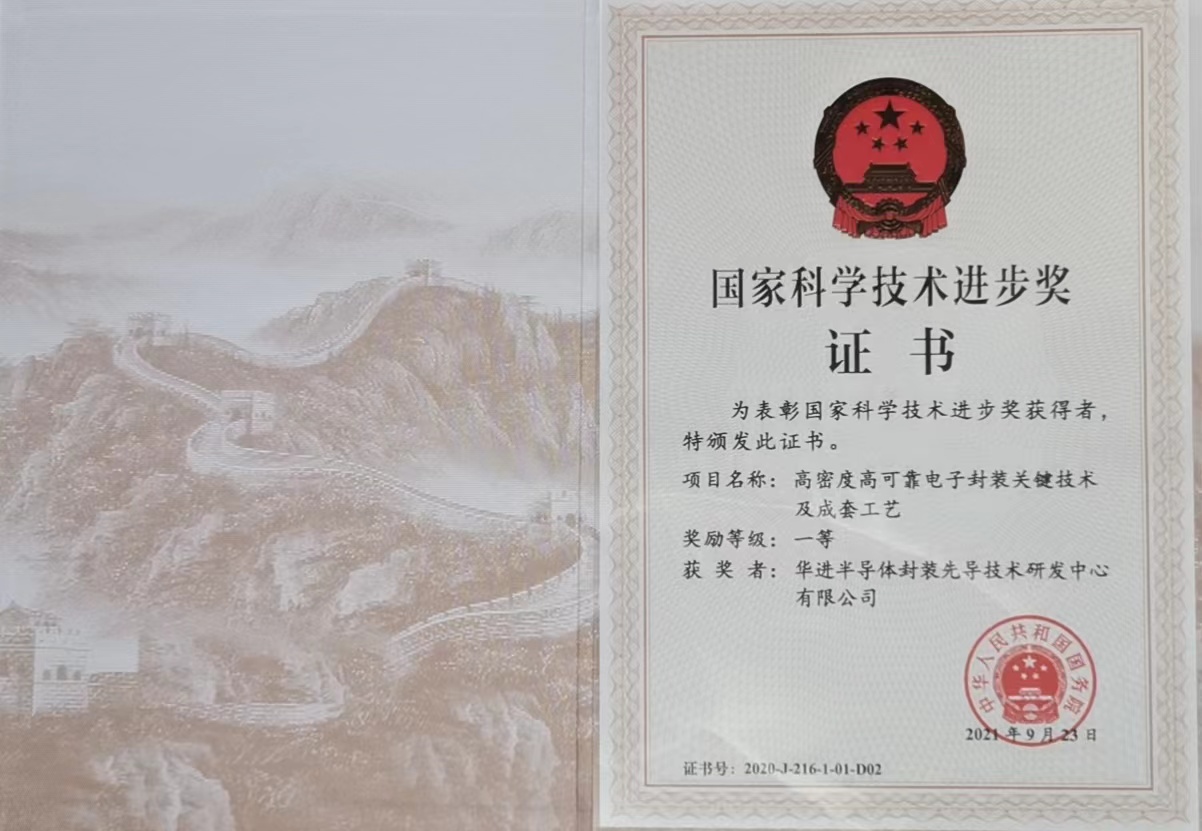 国家科学技术进步奖
证书
为表彰国家科学技术进步奖获得者，
特颁发此证书。
项目名称：高密度高可靠电子封装关键技术
及成套工艺
奖励等级：一等
获奖者：华进半导体封装先导技术研发中心
有限公司
中华人民共和国国务院
2021年9月23日
证书号：2020-J-216-1-01-D02